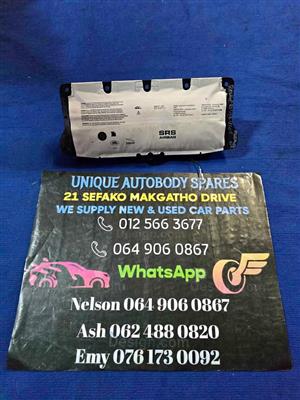 SRS
AIRBAG
UNIQUE AUTOBODY SPARES
21 SEFAKO MAKGATHO DRIVE
WE SUPPLY NEW & USED CAR PARTS
012 566 3677
064 906 0867
WhatsApp
Nelson 064 906 0867
Ash 062 488 0820
Emy 076 173 0092